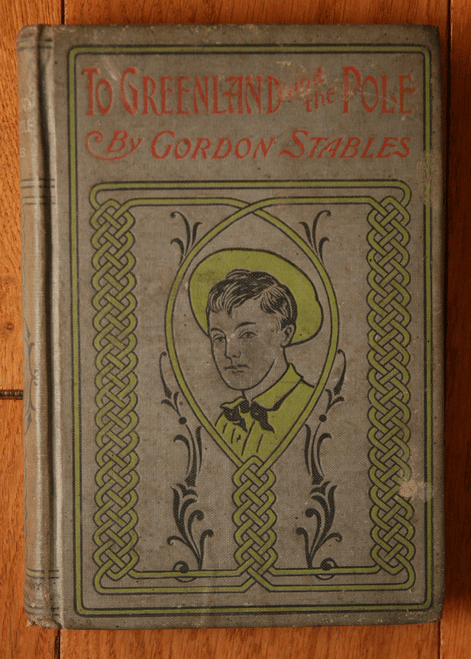 To Greenland and the Pole
By Gordon Stables